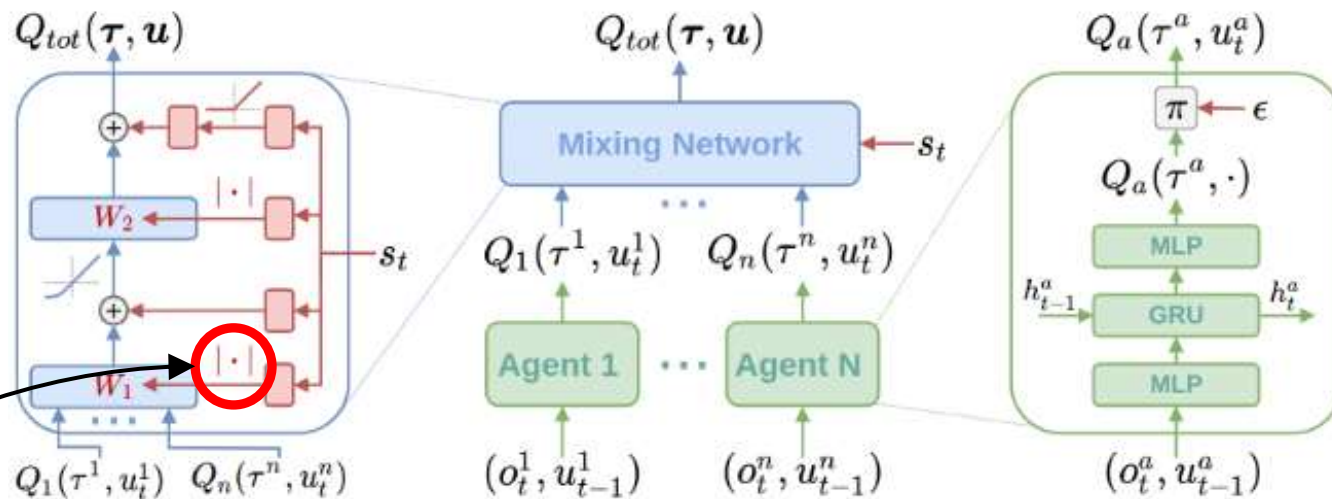 Q_{tot}(τ, u)
W_2
|·|
s_t
W_1
|·|
Q_1(τ^1, u_t^1) Q_n(τ^n, u_t^n)
Q_{tot}(τ, u)
Mixing Network
s_t
...
Q_1(τ^1, u_t^1) Q_n(τ^n, u_t^n)
Agent 1 ... Agent N
(o_t^1, u_{t-1}^1) (o_t^n, u_{t-1}^n)
Q_a(τ^a, u_t^a)
π ϵ
Q_a(τ^a, ·)
MLP
h_{t-1}^a GRU h_t^a
MLP
(o_t^a, u_{t-1}^a)